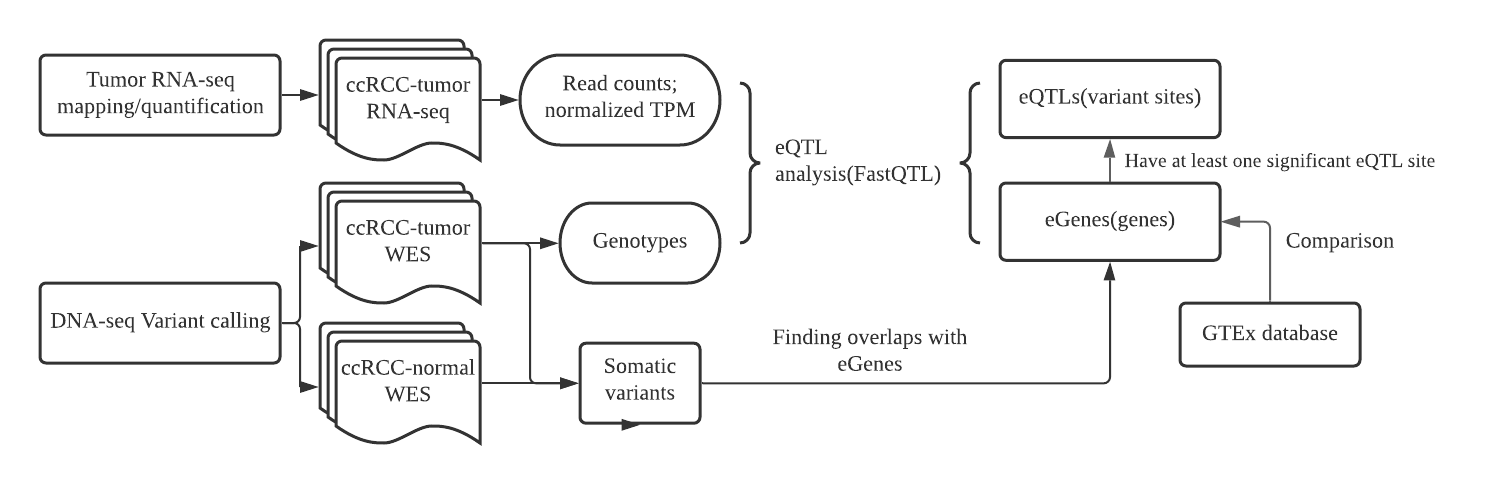 Tumor RNA-seq
mapping/quantification
ccRCC-tumor
RNA-seq
Read counts;
normalized TPM
eQTL
analysis(FastQTL)
eQTLs(variant sites)
Have at least one significant eQTL site
eGenes(genes)
Comparison
GTEx database
ccRCC-tumor
WES
Genotypes
DNA-seq Variant calling
ccRCC-normal
WES
Somatic
variants
Finding overlaps with
eGenes